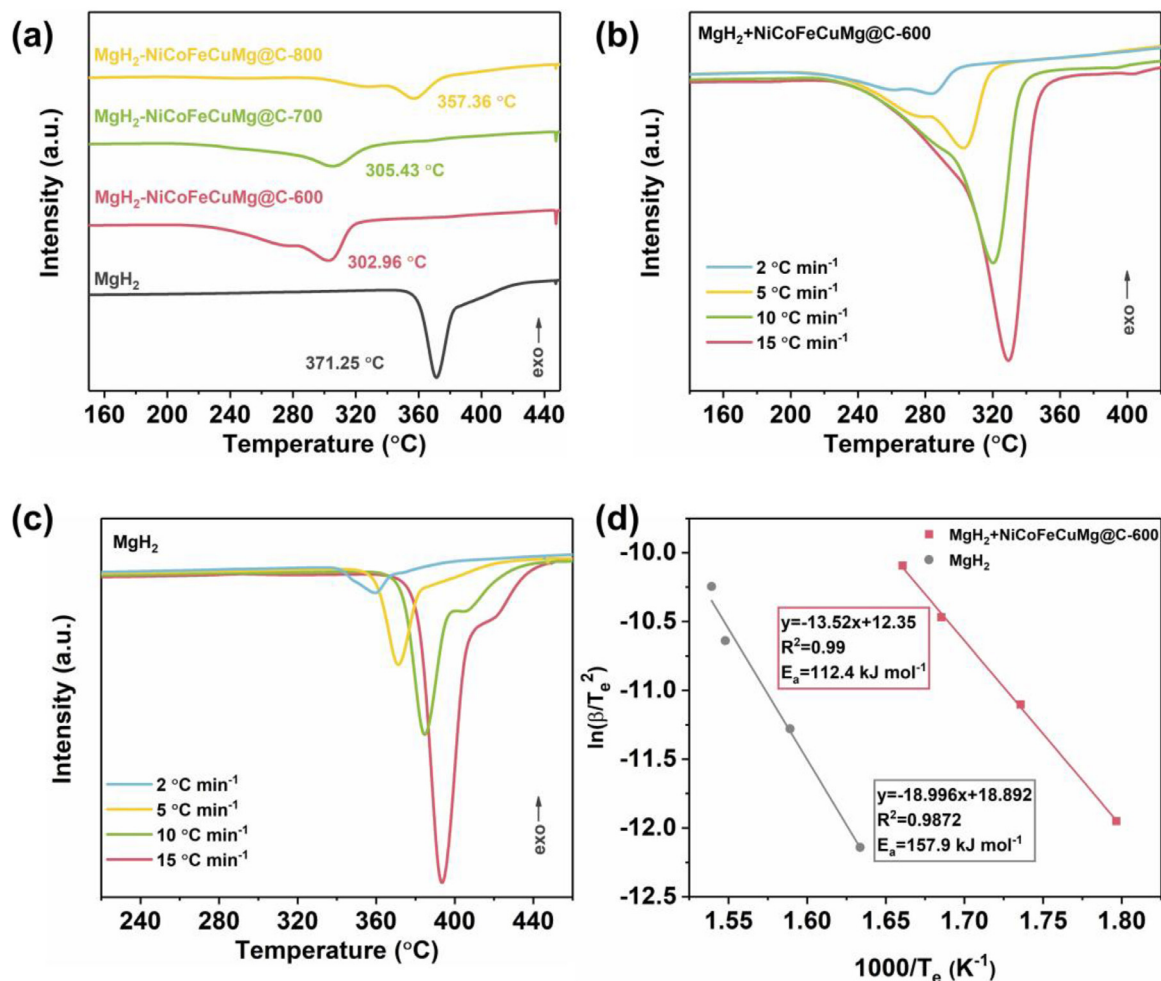 (a)
MgH₂-NiCoFeCuMg@C-800
357.36 °C
MgH₂-NiCoFeCuMg@C-700
305.43 °C
MgH₂-NiCoFeCuMg@C-600
302.96 °C
MgH₂
371.25 °C
exo
Intensity (a.u.)
160 200 240 280 320 360 400 440
Temperature (°C)
(b)
MgH₂+NiCoFeCuMg@C-600
2 °C min⁻¹
5 °C min⁻¹
10 °C min⁻¹
15 °C min⁻¹
exo
Intensity (a.u.)
160 200 240 280 320 360 400
Temperature (°C)
(c)
MgH₂
2 °C min⁻¹
5 °C min⁻¹
10 °C min⁻¹
15 °C min⁻¹
exo
Intensity (a.u.)
240 280 320 360 400 440
Temperature (°C)
(d)
MgH₂+NiCoFeCuMg@C-600
MgH₂
y=-13.52x+12.35
R²=0.99
Eₐ=112.4 kJ mol⁻¹
y=-18.996x+18.892
R²=0.9872
Eₐ=157.9 kJ mol⁻¹
ln(β/Tₑ²)
-10.0
-10.5
-11.0
-11.5
-12.0
-12.5
1.55 1.60 1.65 1.70 1.75 1.80
1000/Tₑ (K⁻¹)